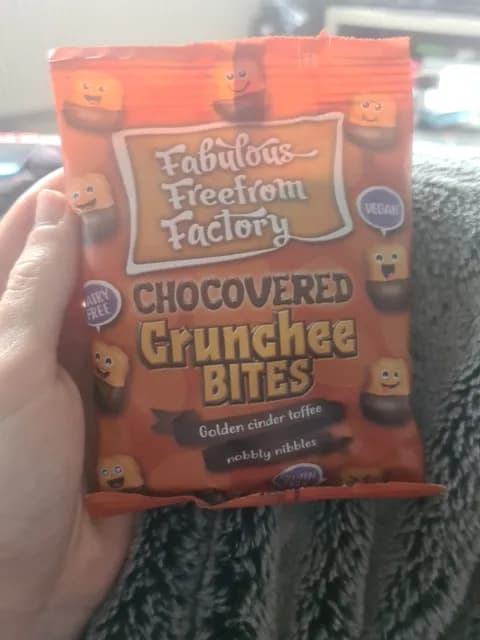 Fabulous
Freefrom
Factory
VEGAN
DAIRY
FREE
CHOCOVERED
Crunchee
BITES
Golden cinder toffee
nobbly nibbles